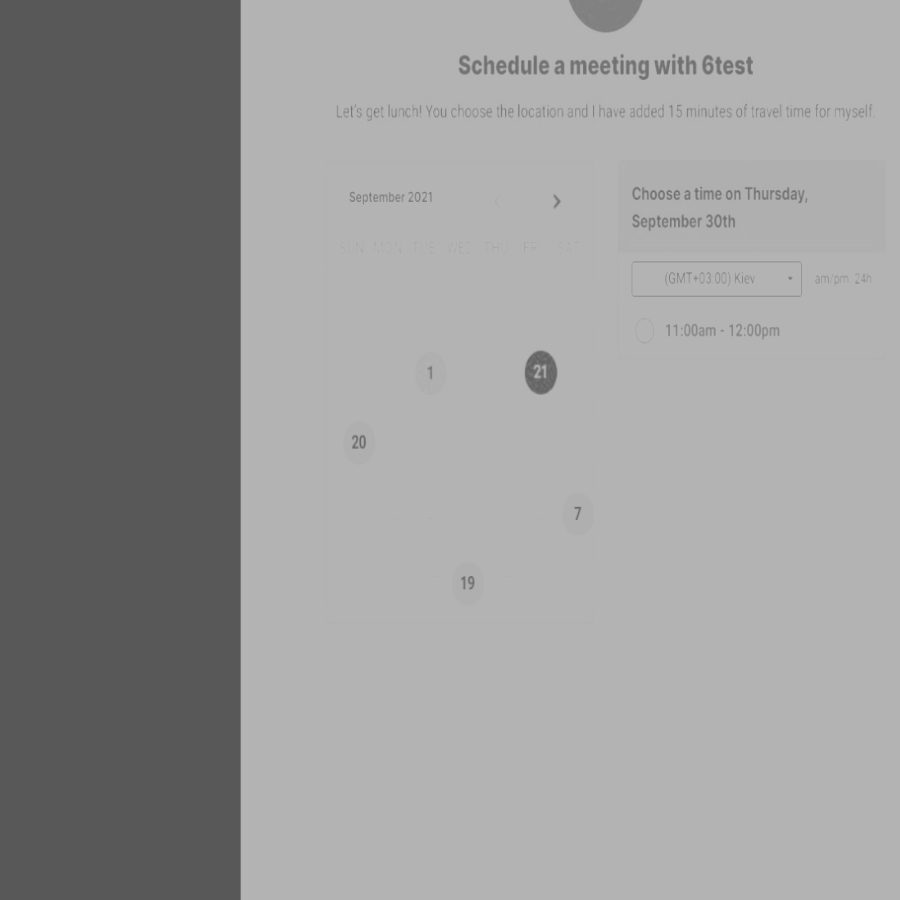 Schedule a meeting with 6test
Let's get lunch! You choose the location and I have added 15 minutes of travel time for myself.
September 2021
SUN MON TUE WED THU FRI SAT
1
21
20
7
19
Choose a time on Thursday,
September 30th
(GMT+03:00) Kiev
am/pm 24h
11:00am - 12:00pm